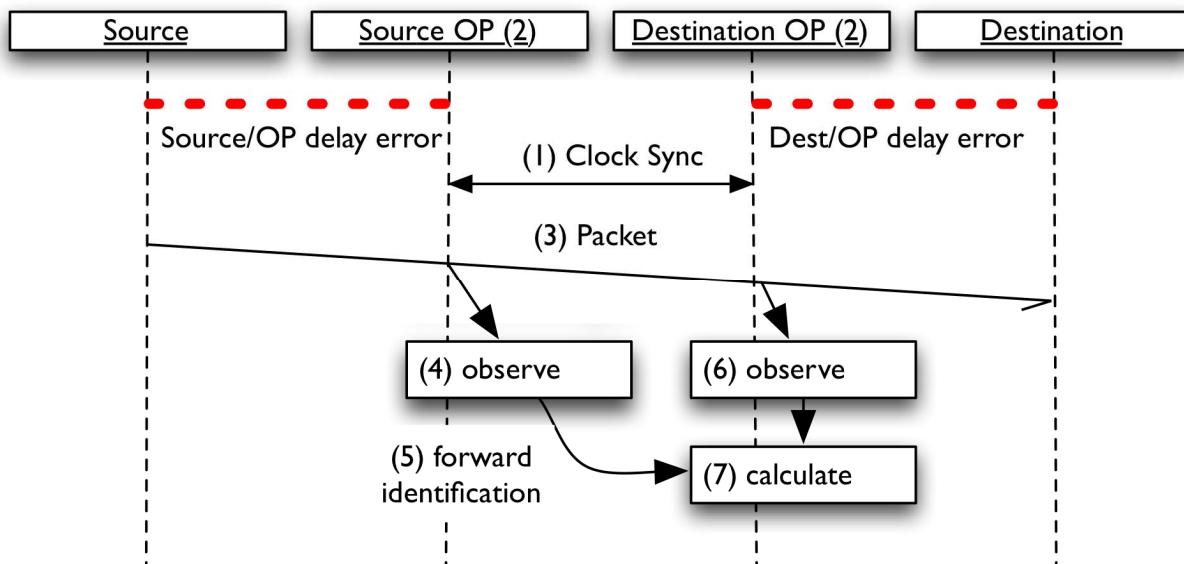 Source
Source OP (2)
Destination OP (2)
Destination
Source/OP delay error
Dest/OP delay error
(1) Clock Sync
(3) Packet
(4) observe
(6) observe
(5) forward
identification
(7) calculate